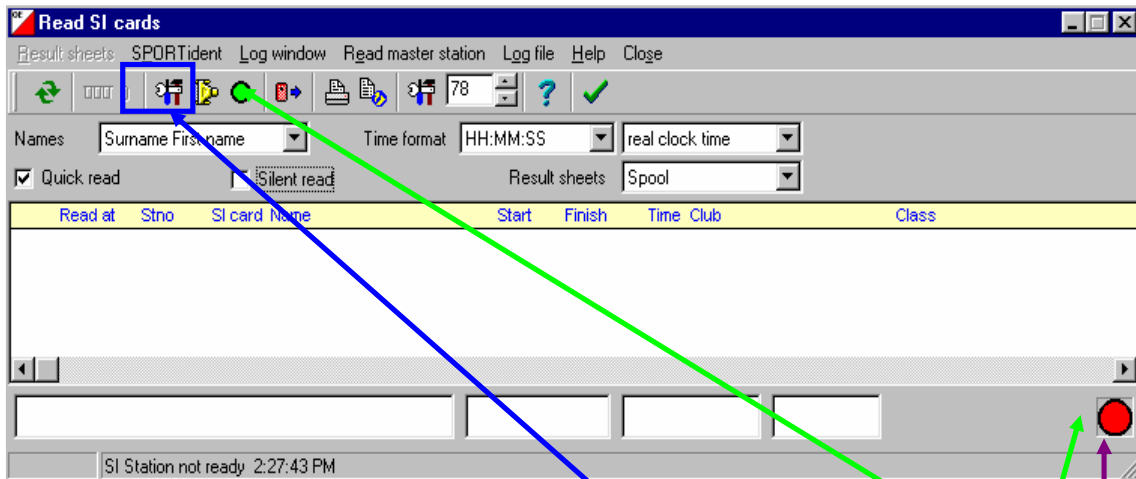 OE Read SI cards
Result sheets SPORTident Log window Read master station Log file Help Close
78
Names Surname First name Time format HH:MM:SS real clock time
Quick read Silent read Result sheets Spool
Read at Stno SI card Name Start Finish Time Club Class
SI Station not ready 2:27:43 PM